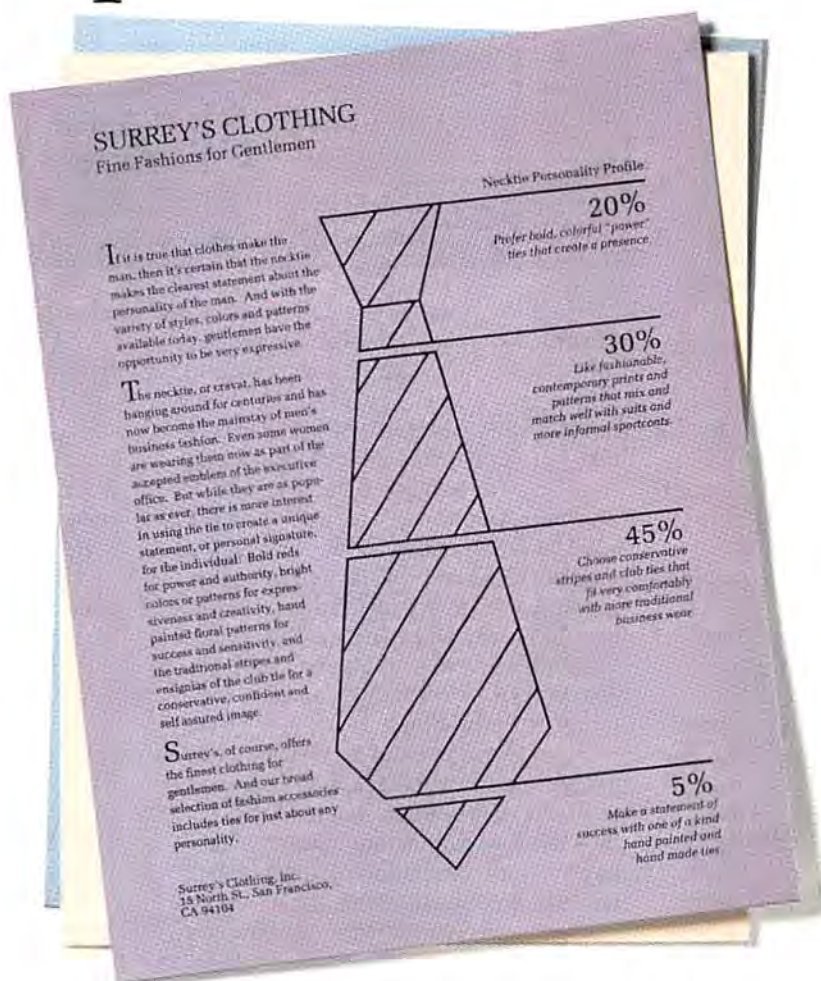 SURREY'S CLOTHING
Fine Fashions for Gentlemen
If it is true that clothes make the
man, then it's certain that the necktie
makes the clearest statement about the
personality of the man. And with the
variety of styles, colors and patterns
available today, gentlemen have the
opportunity to be very expressive.
The necktie, or cravat, has been
hanging around for centuries and has
now become the mainstay of men's
business fashion. Even some women
are wearing them now as part of the
accepted emblem of the executive
office. But while they are as popu-
lar as ever, there is more interest
in using the tie to create a unique
statement, or personal signature,
for the individual. Bold reds
for power and authority, bright
colors or patterns for expres-
siveness and creativity, hand
painted floral patterns for
success and sensitivity, and
the traditional stripes and
ensignias of the club tie for a
conservative, confident and
self assured image.
Surrey's, of course, offers
the finest clothing for
gentlemen. And our broad
selection of fashion accessories
includes ties for just about any
personality.
Surrey's Clothing, Inc.
15 North St., San Francisco,
CA 94104
Necktie Personality Profile
20%
Prefer bold, colorful "power"
ties that create a presence.
30%
Like fashionable,
contemporary prints and
patterns that mix and
match well with suits and
more informal sportcoats.
45%
Choose conservative
stripes and club ties that
fit very comfortably
with more traditional
business wear.
5%
Make a statement of
success with one of a kind
hand painted and
hand made ties.